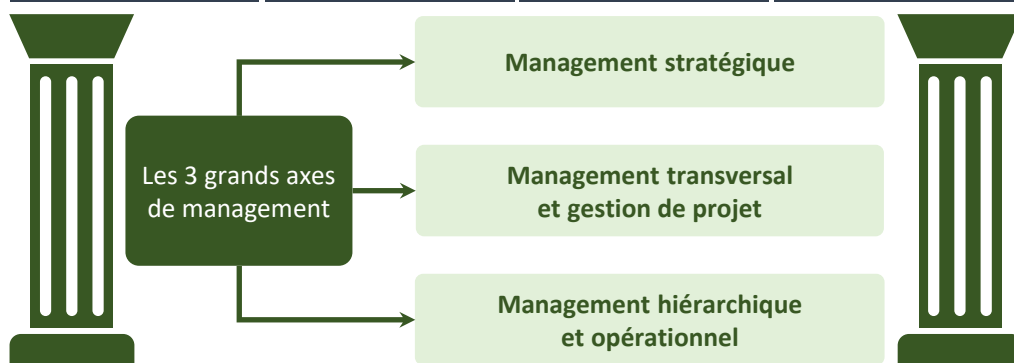 Management stratégique
Les 3 grands axes
de management
Management transversal
et gestion de projet
Management hiérarchique
et opérationnel